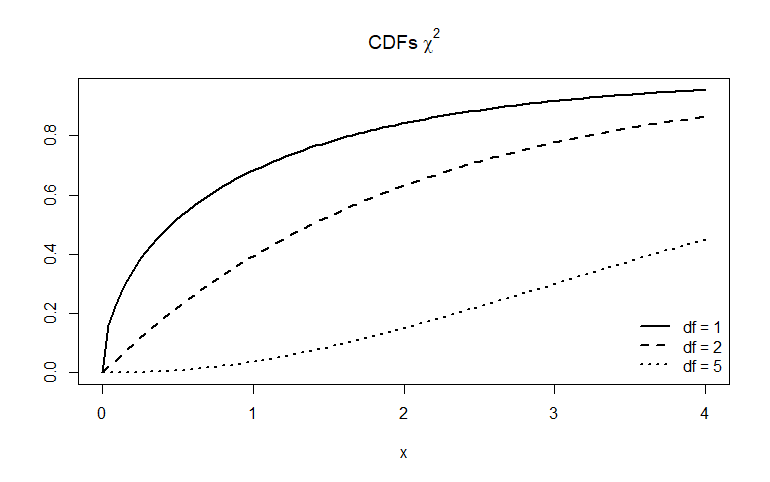 CDFs χ²
0.8
0.6
0.4
0.2
0.0
df = 1
df = 2
df = 5
0 1 2 3 4
x